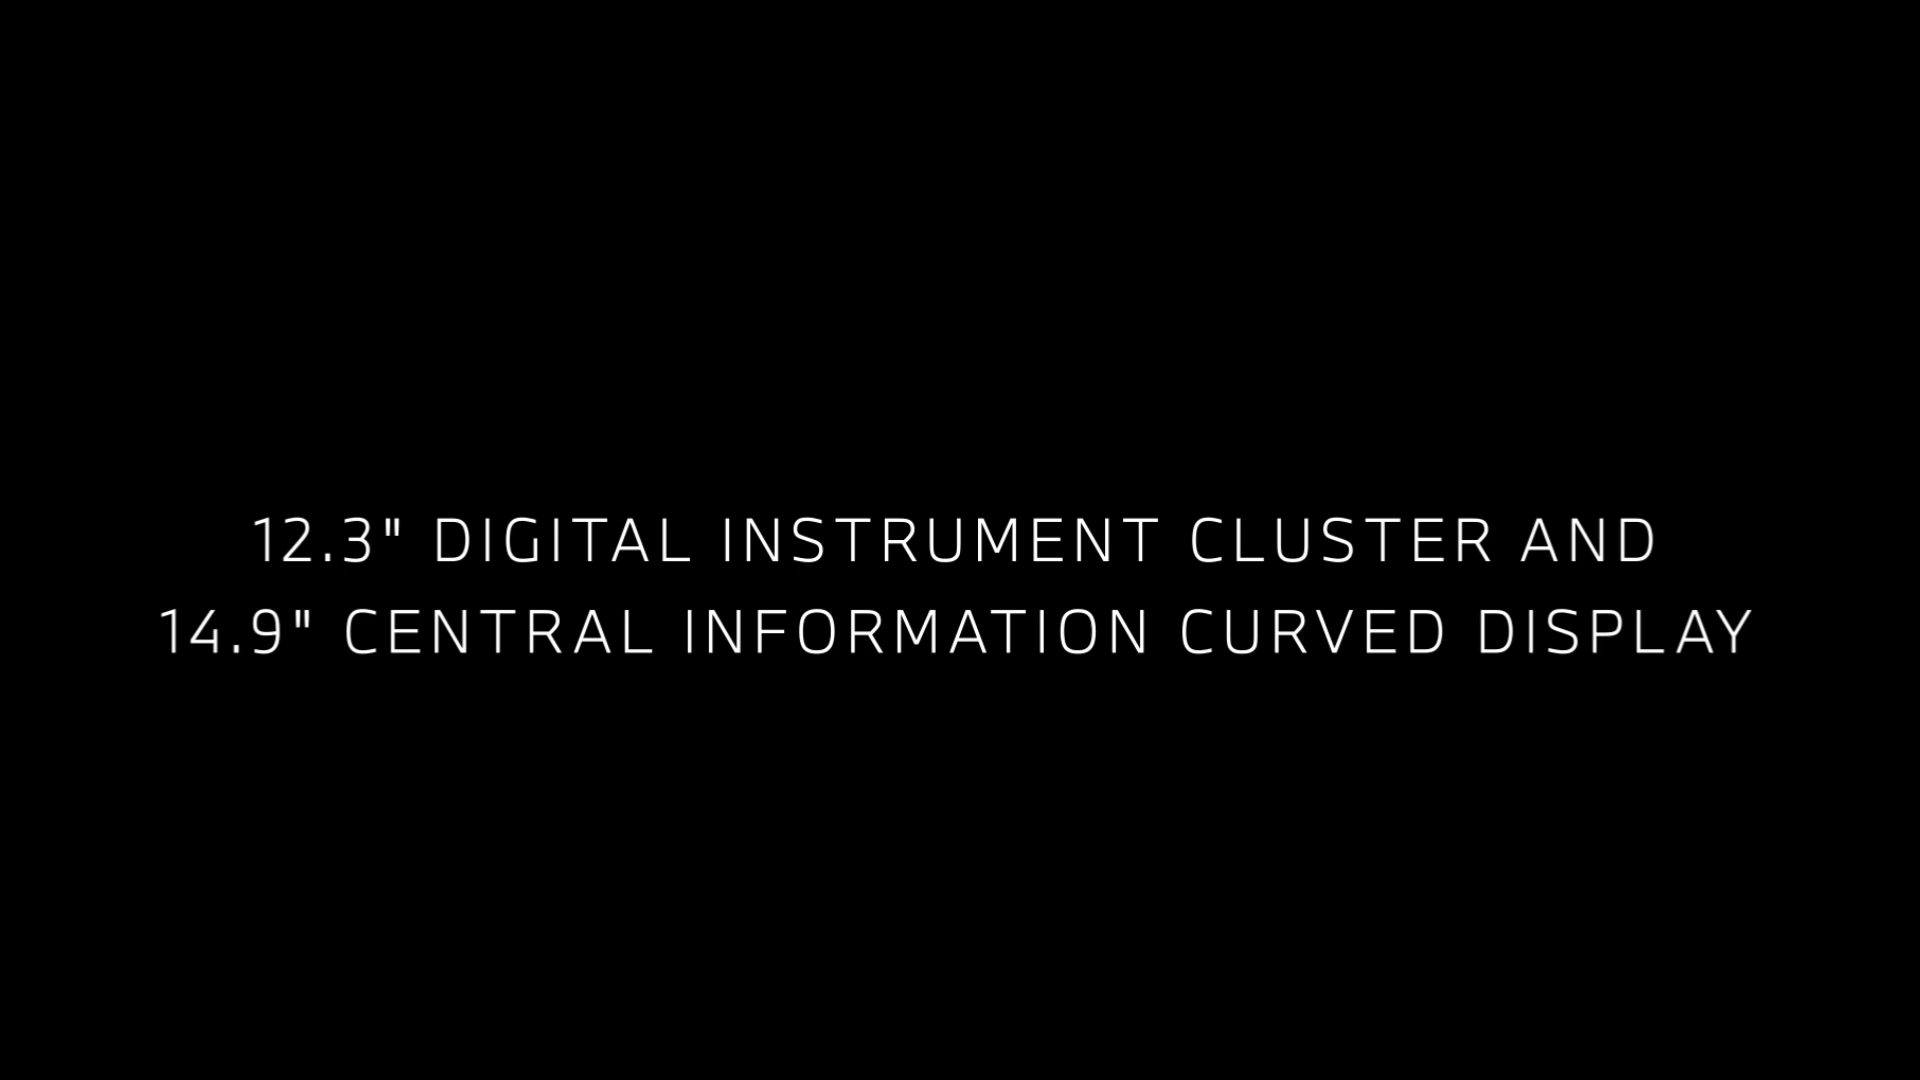 12.3" DIGITAL INSTRUMENT CLUSTER AND
14.9" CENTRAL INFORMATION CURVED DISPLAY